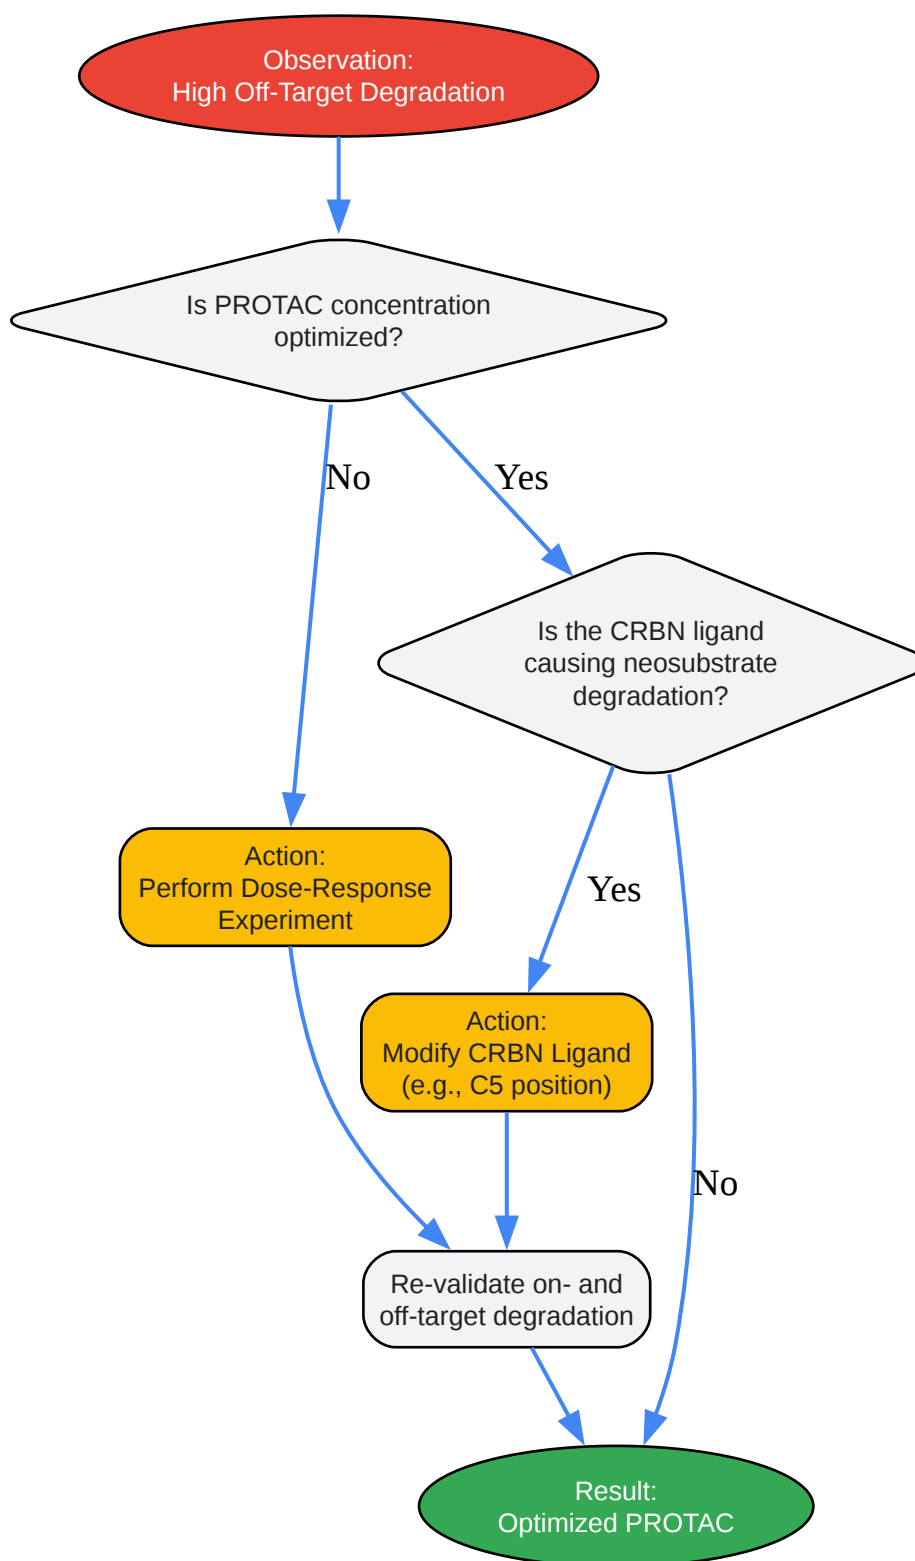 Observation:
High Off-Target Degradation
Is PROTAC concentration
optimized?
No
Yes
Is the CRBN ligand
causing neosubstrate
degradation?
Action:
Perform Dose-Response
Experiment
Yes
Action:
Modify CRBN Ligand
(e.g., C5 position)
No
Re-validate on- and
off-target degradation
Result:
Optimized PROTAC